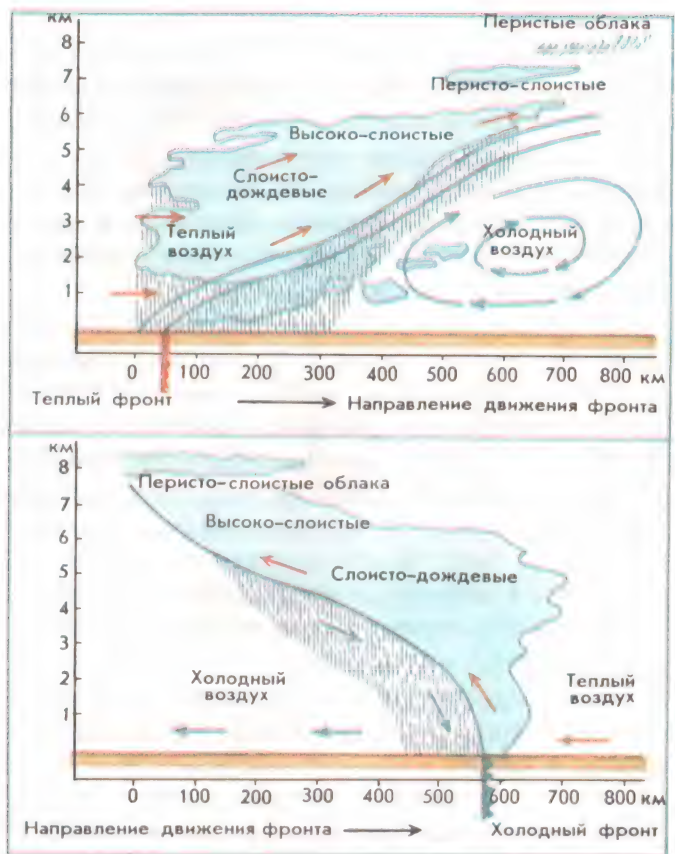 км
8
7
6
5
4
3
2
1
Перистые облака
Перисто-слоистые
Высоко-слоистые
Слоисто-
дождевые
Теплый
воздух
Холодный
воздух
0 100 200 300 400 500 600 700 800 км
Теплый фронт Направление движения фронта
км
8
7
6
5
4
3
2
1
Перисто-слоистые облака
Высоко-слоистые
Слоисто-дождевые
Холодный
воздух
Теплый
воздух
0 100 200 300 400 500 600 700 800 км
Направление движения фронта Холодный фронт